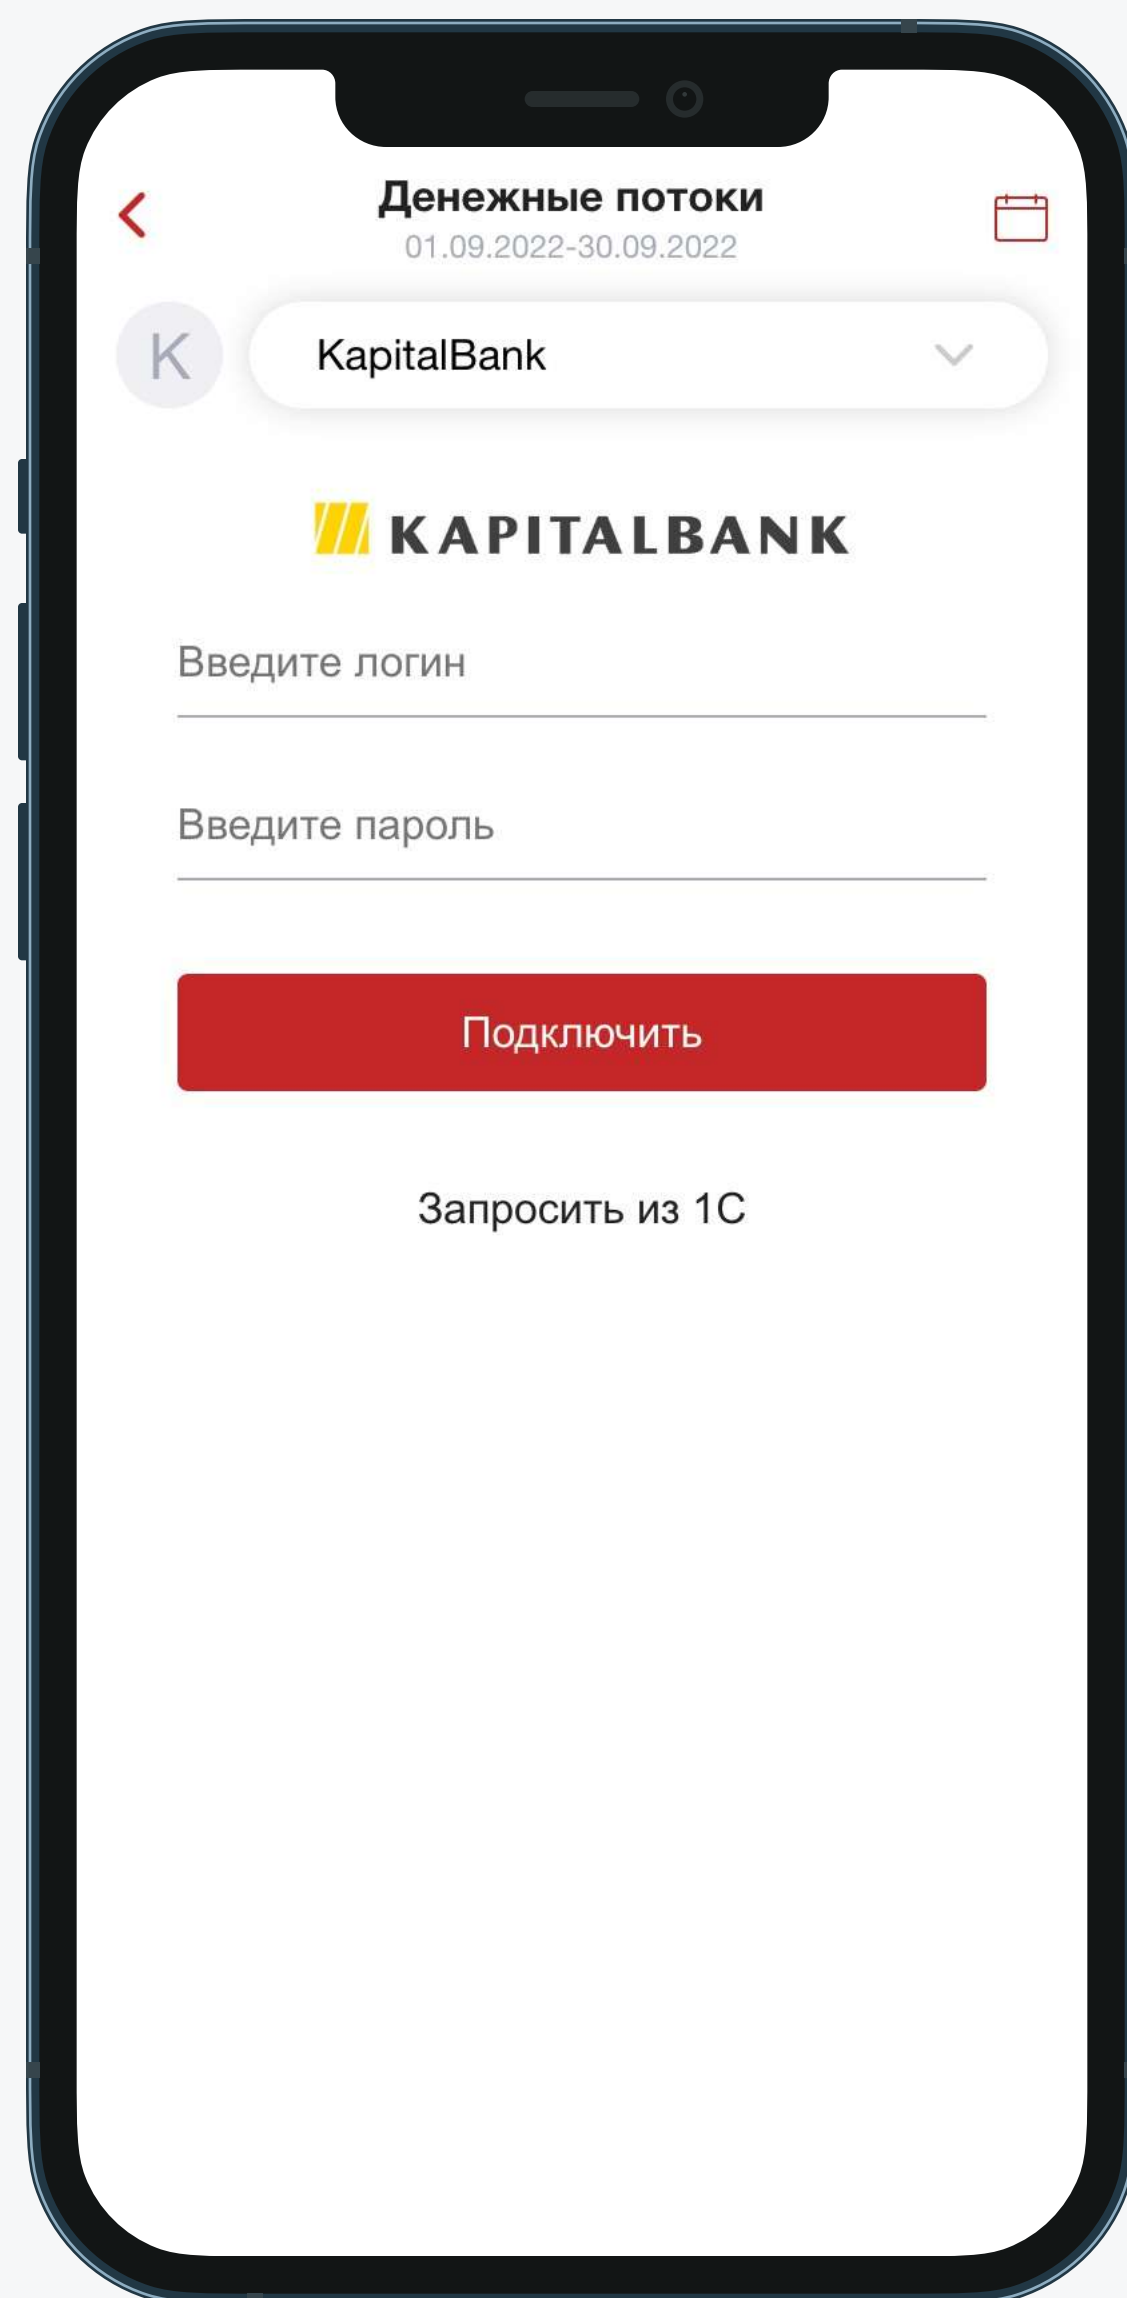 Денежные потоки
01.09.2022-30.09.2022
K
KapitalBank
KAPITALBANK
Введите логин
Введите пароль
Подключить
Запросить из 1С